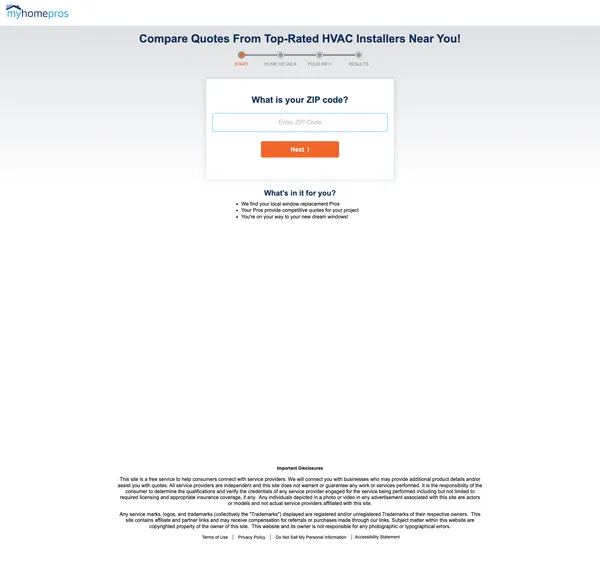 myhomepros
Compare Quotes From Top-Rated HVAC Installers Near You!
START HOME DETAILS YOUR INFO RESULTS
What is your ZIP code?
Enter ZIP Code
Next ❯
What's in it for you?
• We find your local window replacement Pros
• Your Pros provide competitive quotes for your project
• You're on your way to your new dream windows!
Important Disclosures
This site is a free service to help consumers connect with service providers. We will connect you with businesses who may provide additional product details and/or
assist you with quotes. All service providers are independent and this site does not warrant or guarantee any work or services performed. It is the responsibility of the
consumer to determine the qualifications and verify the credentials of any service provider engaged for the service being performed including but not limited to
required licensing and appropriate insurance coverage, if any. Any individuals depicted in a photo or video in any advertisement associated with this site are actors
or models and not actual service providers affiliated with this site.
Any service marks, logos, and trademarks (collectively the "Trademarks") displayed are registered and/or unregistered Trademarks of their respective owners. This
site contains affiliate and partner links and may receive compensation for referrals or purchases made through our links. Subject matter within this website are
copyrighted property of the owner of this site. This website and its owner is not responsible for any photographic or typographical errors.
Terms of Use | Privacy Policy | Do Not Sell My Personal Information | Accessibility Statement